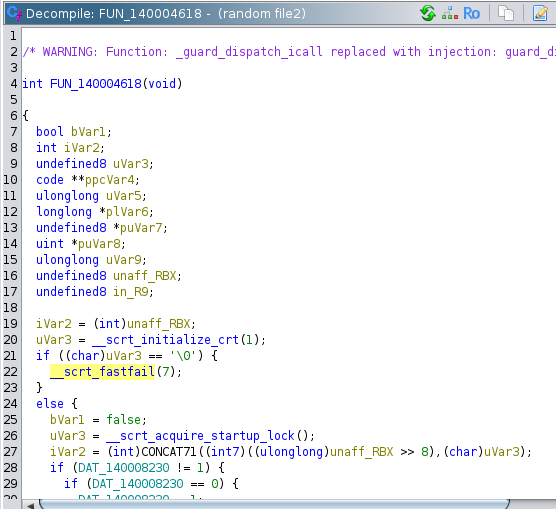 Decompile: FUN_140004618 - (random file2)
Ro
1
2 /* WARNING: Function: _guard_dispatch_icall replaced with injection: guard_di
3
4 int FUN_140004618(void)
5
6 {
7 bool bVar1;
8 int iVar2;
9 undefined8 uVar3;
10 code **ppcVar4;
11 ulonglong uVar5;
12 longlong *plVar6;
13 undefined8 *puVar7;
14 uint *puVar8;
15 ulonglong uVar9;
16 undefined8 unaff_RBX;
17 undefined8 in_R9;
18
19 iVar2 = (int)unaff_RBX;
20 uVar3 = __scrt_initialize_crt(1);
21 if ((char)uVar3 == '\0') {
22 __scrt_fastfail(7);
23 }
24 else {
25 bVar1 = false;
26 uVar3 = __scrt_acquire_startup_lock();
27 iVar2 = (int)CONCAT71((int7)((ulonglong)unaff_RBX >> 8),(char)uVar3);
28 if (DAT_140008230 != 1) {
29 if (DAT_140008230 == 0) {
30 DAT_140008230 = 1;